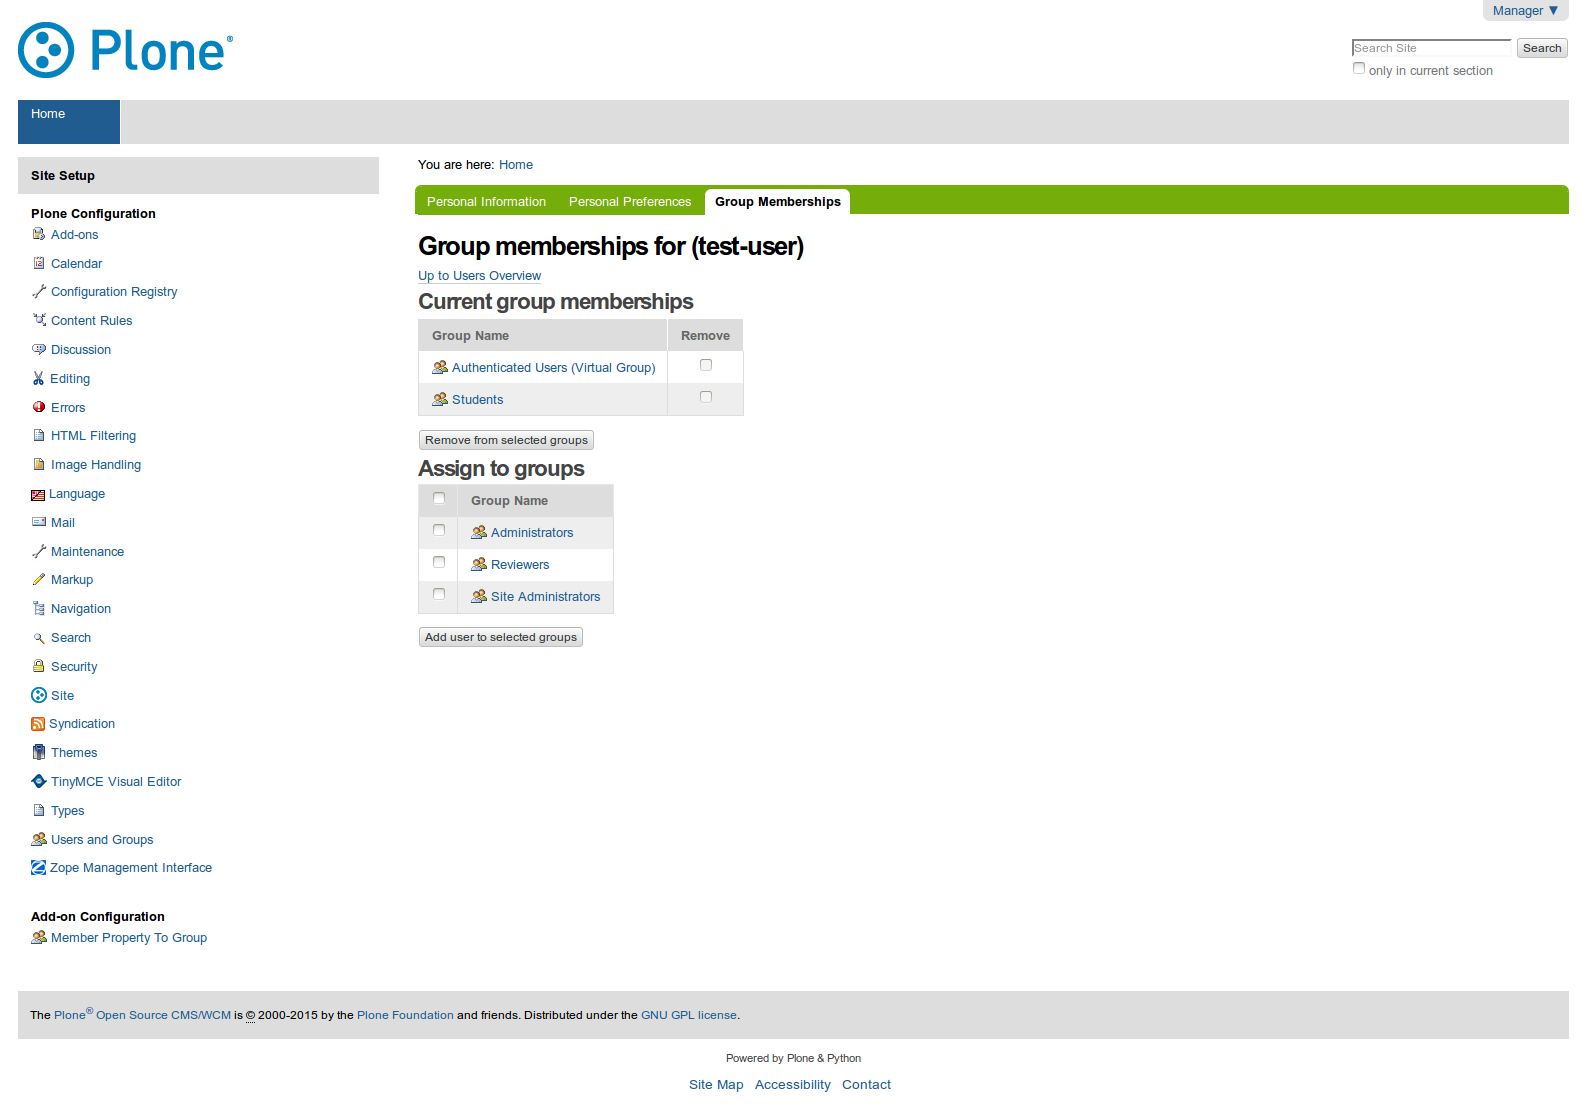 Manager ▼
Plone®
Search Site Search
only in current section
Home
Site Setup
Plone Configuration
Add-ons
Calendar
Configuration Registry
Content Rules
Discussion
Editing
Errors
HTML Filtering
Image Handling
Language
Mail
Maintenance
Markup
Navigation
Search
Security
Site
Syndication
Themes
TinyMCE Visual Editor
Types
Users and Groups
Zope Management Interface
Add-on Configuration
Member Property To Group
You are here: Home
Personal Information Personal Preferences Group Memberships
Group memberships for (test-user)
Up to Users Overview
Current group memberships
Group Name Remove
Authenticated Users (Virtual Group)
Students
Remove from selected groups
Assign to groups
Group Name
Administrators
Reviewers
Site Administrators
Add user to selected groups
The Plone® Open Source CMS/WCM is © 2000-2015 by the Plone Foundation and friends. Distributed under the GNU GPL license.
Powered by Plone & Python
Site Map Accessibility Contact